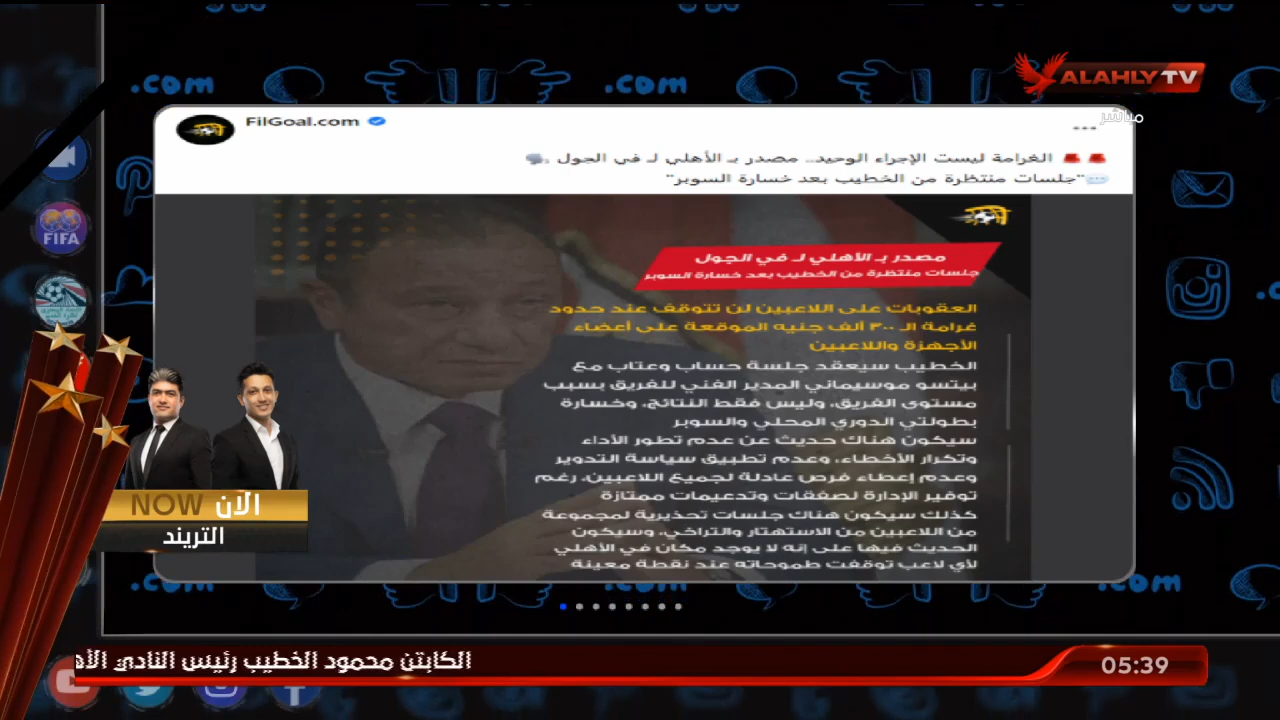 .com
.com
ALAHLY TV
مباشر
FilGoal.com
الغرامة ليست الإجراء الوحيد.. مصدر بـ الأهلي لـ في الجول
"جلسات منتظرة من الخطيب بعد خسارة السوبر"
مصدر بـ الأهلي لـ في الجول
جلسات منتظرة من الخطيب بعد خسارة السوبر
العقوبات على اللاعبين لن تتوقف عند حدود
غرامة الـ ٣٠٠ ألف جنيه الموقعة على أعضاء
الأجهزة واللاعبين
الخطيب سيعقد جلسة حساب وعتاب مع
بيتسو موسيماني المدير الفني للفريق بسبب
مستوى الفريق، وليس فقط النتائج، وخسارة
بطولتي الدوري المحلي والسوبر
سيكون هناك حديث عن عدم تطور الأداء
وتكرار الأخطاء، وعدم تطبيق سياسة التدوير
وعدم إعطاء فرص عادلة لجميع اللاعبين، رغم
توفير الإدارة لصفقات وتدعيمات ممتازة
كذلك سيكون هناك جلسات تحذيرية لمجموعة
من اللاعبين من الاستهتار والتراخي، وسيكون
الحديث فيها على إنه لا يوجد مكان في الأهلي
لأي لاعب توقفت طموحاته عند نقطة معينة
FIFA
الآن NOW
التريند
.com
.com
الكابتن محمود الخطيب رئيس النادي الأه
05:39